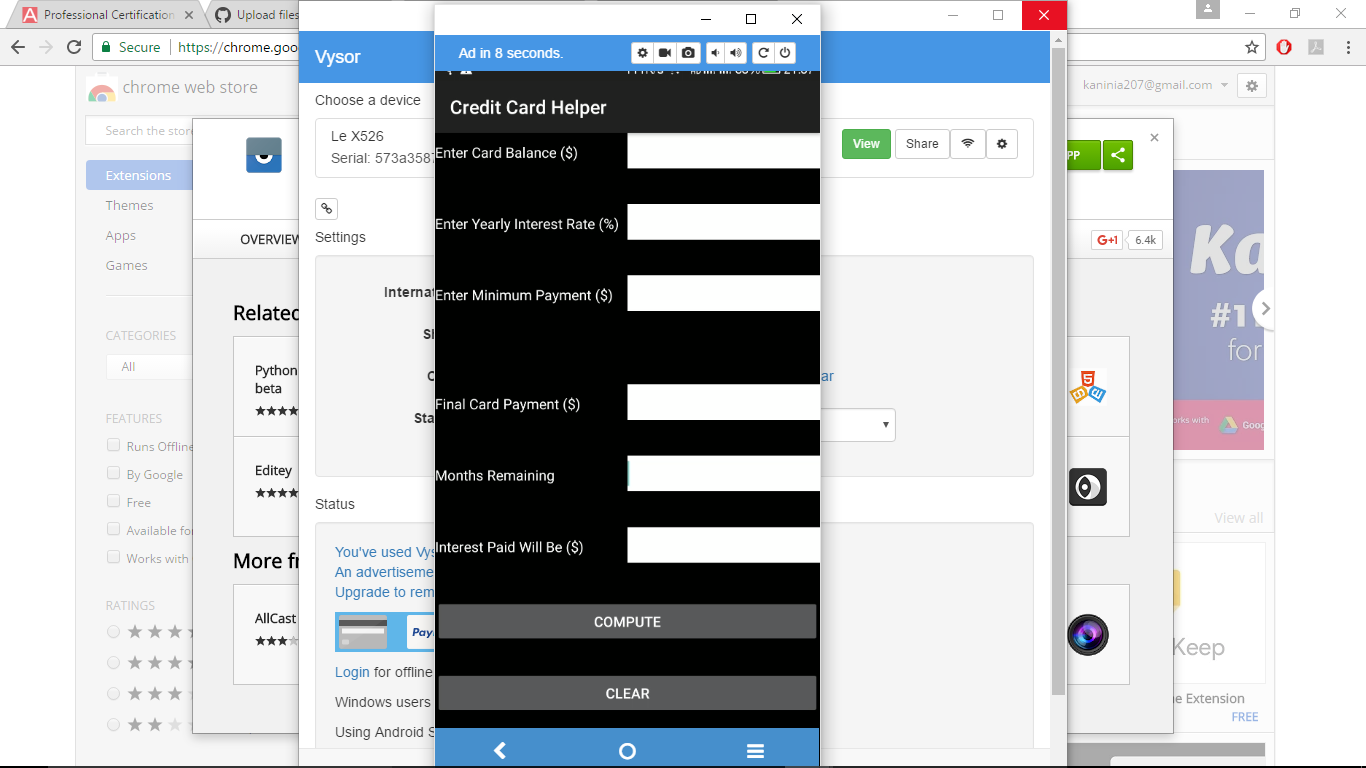 Professional Certification
Upload files
Secure
https://chrome.goo
chrome web store
kaninia207@gmail.com
Search the store
Extensions
Themes
Apps
Games
CATEGORIES
All
FEATURES
Runs Offline
By Google
Free
Available for
Works with
RATINGS
OVERVIEW
Related
Python
beta
Editey
More fr
AllCast
Vysor
Choose a device
Le X526
Serial: 573a3587
View
Share
Settings
Status
You've used Vys
An advertiseme
Upgrade to rem
Login for offline
Windows users
Using Android S
Ad in 8 seconds.
Credit Card Helper
Enter Card Balance ($)
Enter Yearly Interest Rate (%)
Enter Minimum Payment ($)
Final Card Payment ($)
Months Remaining
Interest Paid Will Be ($)
COMPUTE
CLEAR
PP
G+1
6.4k
Ka
#1
for
orks with
Goog
View all
Keep
e Extension
FREE